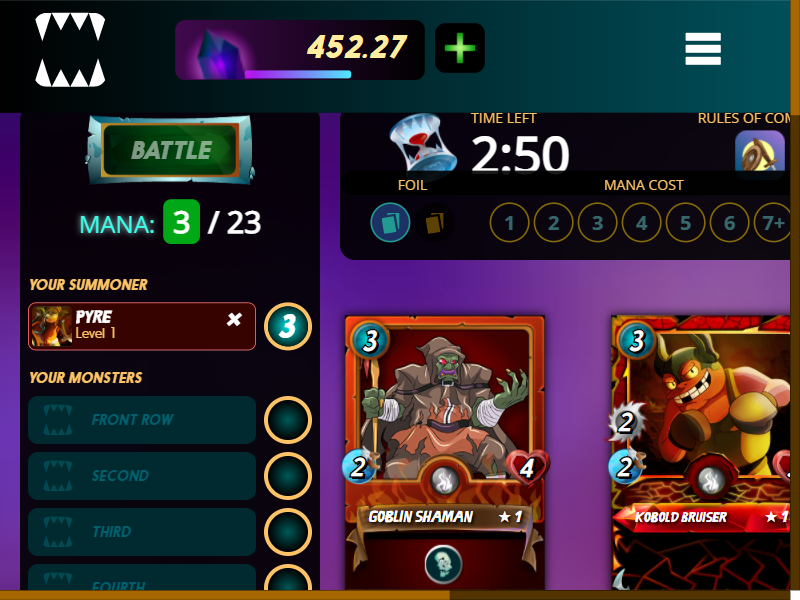 452.27
BATTLE
MANA: 3 / 23
YOUR SUMMONER
PYRE
Level 1
3
YOUR MONSTERS
FRONT ROW
SECOND
THIRD
FOURTH
TIME LEFT
2:50
RULES OF COM
FOIL
MANA COST
1 2 3 4 5 6 7+
3
2
4
GOBLIN SHAMAN ★ 1
3
2
2
KOBOLD BRUISER ★ 1